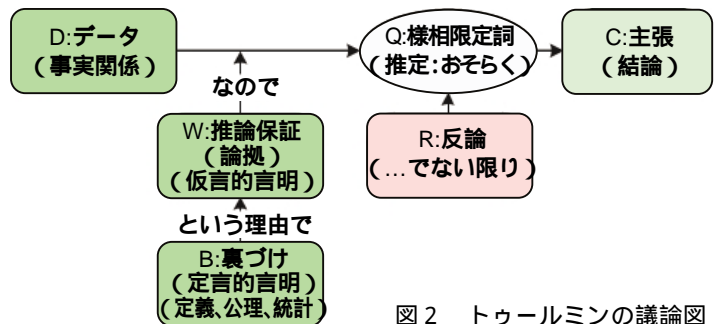 D:データ
(事実関係)
Q:様相限定詞
(推定:おそらく)
C:主張
(結論)
なので
W:推論保証
(論拠)
(仮言的言明)
R:反論
(…でない限り)
という理由で
B:裏づけ
(定言的言明)
(定義、公理、統計)
図2 トゥールミンの議論図